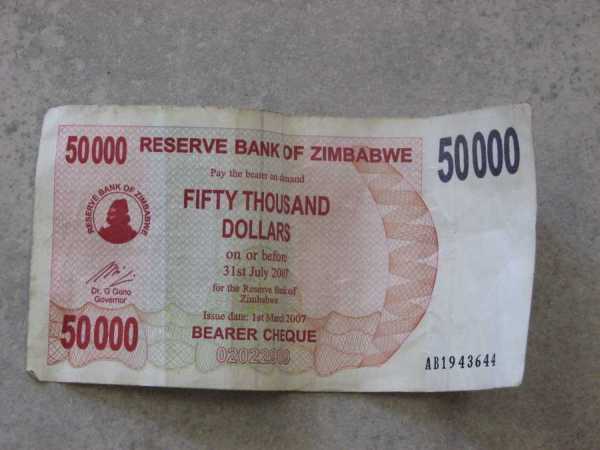 50000 RESERVE BANK OF ZIMBABWE 50000
Pay the bearer on demand
FIFTY THOUSAND
DOLLARS
on or before
31st July 2007
for the Reserve Bank of
Zimbabwe
RESERVE BANK OF ZIMBABWE
Dr. G Gono
Governor
Issue date: 1st March 2007
50000 BEARER CHEQUE
AB1943644